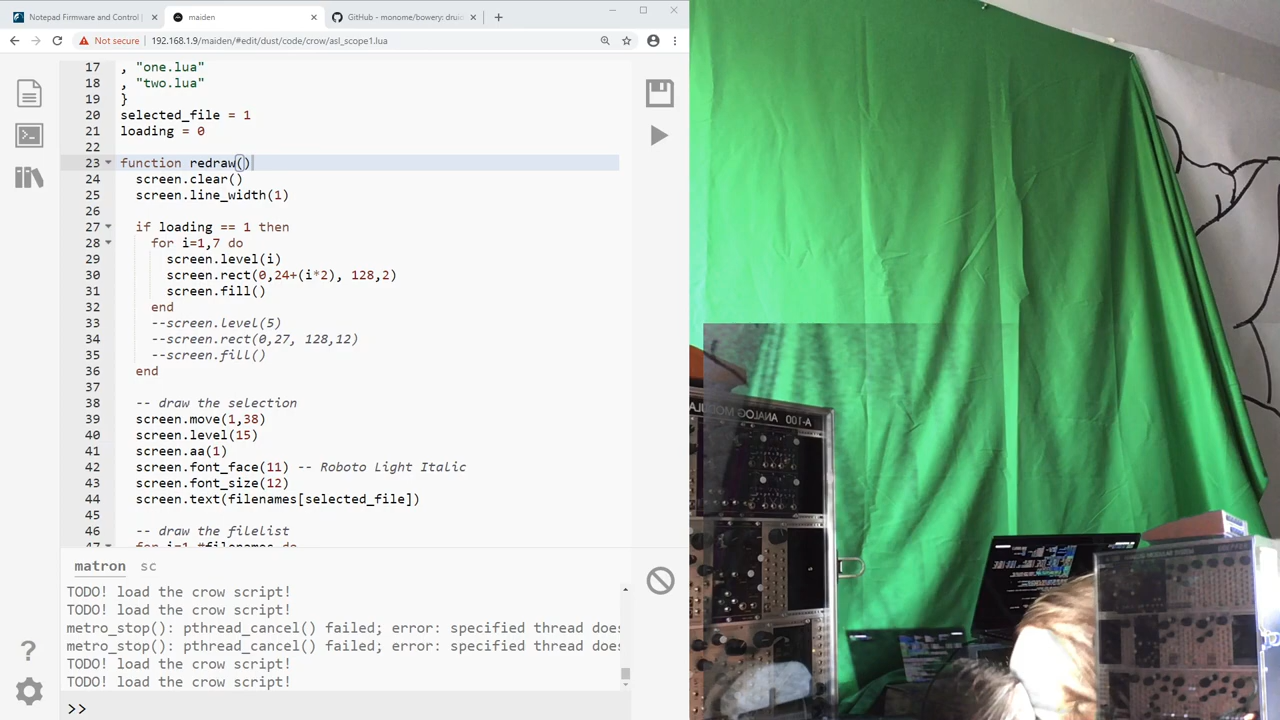 Notepad Firmware and Control |
maiden
GitHub - monome/bowery: druid
Not secure
192.168.1.9/maiden/#edit/dust/code/crow/asl_scope1.lua
17 , "one.lua"
18 , "two.lua"
19 }
20 selected_file = 1
21 loading = 0
22
23 function redraw()
24 screen.clear()
25 screen.line_width(1)
26
27 if loading == 1 then
28 for i=1,7 do
29 screen.level(i)
30 screen.rect(0,24+(i*2), 128,2)
31 screen.fill()
32 end
33 --screen.level(5)
34 --screen.rect(0,27, 128,12)
35 --screen.fill()
36 end
37
38 -- draw the selection
39 screen.move(1,38)
40 screen.level(15)
41 screen.aa(1)
42 screen.font_face(11) -- Roboto Light Italic
43 screen.font_size(12)
44 screen.text(filenames[selected_file])
45
46 -- draw the filelist
47 for i=1,#filenames do
matron sc
TODO! load the crow script!
TODO! load the crow script!
metro_stop(): pthread_cancel() failed; error: specified thread does
metro_stop(): pthread_cancel() failed; error: specified thread does
TODO! load the crow script!
TODO! load the crow script!
>>
A-100 ANALOG MODULA